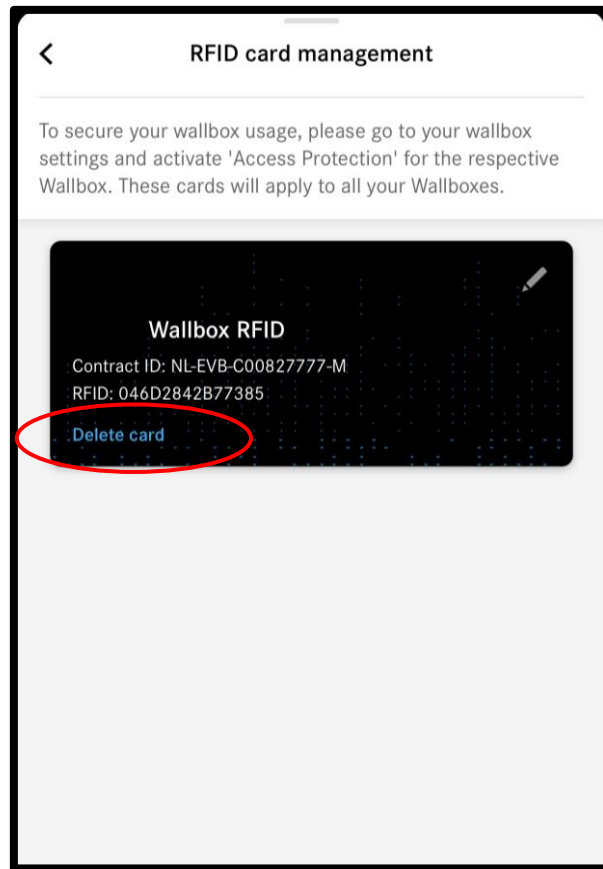 RFID card management
To secure your wallbox usage, please go to your wallbox
settings and activate 'Access Protection' for the respective
Wallbox. These cards will apply to all your Wallboxes.
Wallbox RFID
Contract ID: NL-EVB-C00827777-M
RFID: 046D2842B77385
Delete card